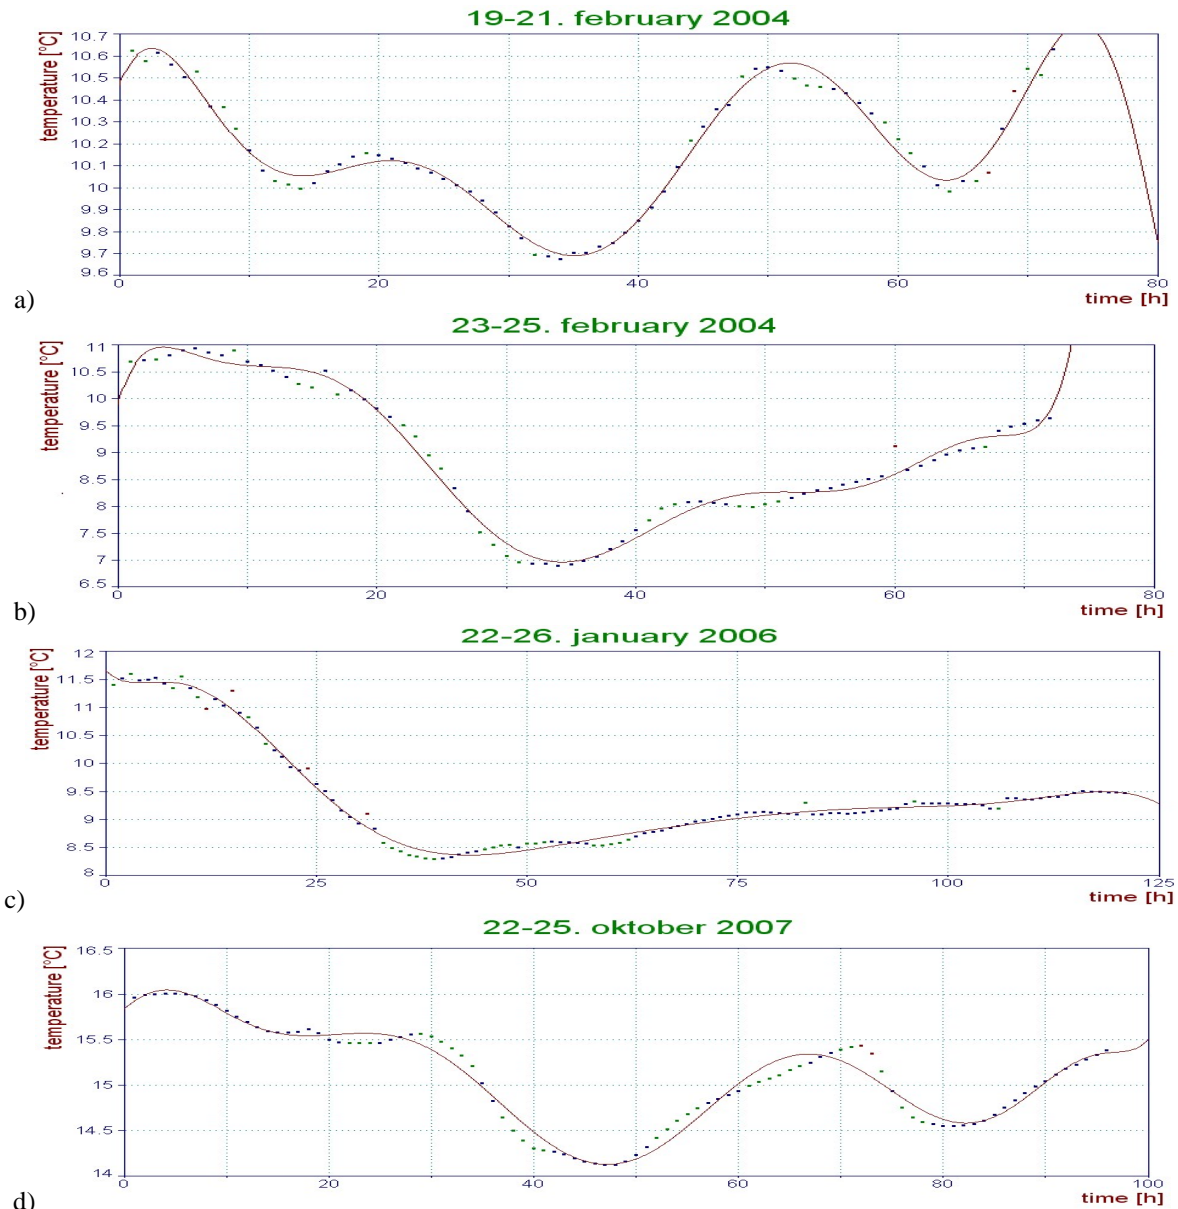 19-21. february 2004
temperature [°C]
10.7
10.6
10.5
10.4
10.3
10.2
10.1
10
9.9
9.8
9.7
9.6
0 20 40 60 80
time [h]
a)
23-25. february 2004
temperature [°C]
11
10.5
10
9.5
9
8.5
8
7.5
7
6.5
0 20 40 60 80
time [h]
b)
22-26. january 2006
temperature [°C]
12
11.5
11
10.5
10
9.5
9
8.5
8
0 25 50 75 100 125
time [h]
c)
22-25. oktober 2007
temperature [°C]
16.5
16
15.5
15
14.5
14
0 20 40 60 80 100
time [h]
d)